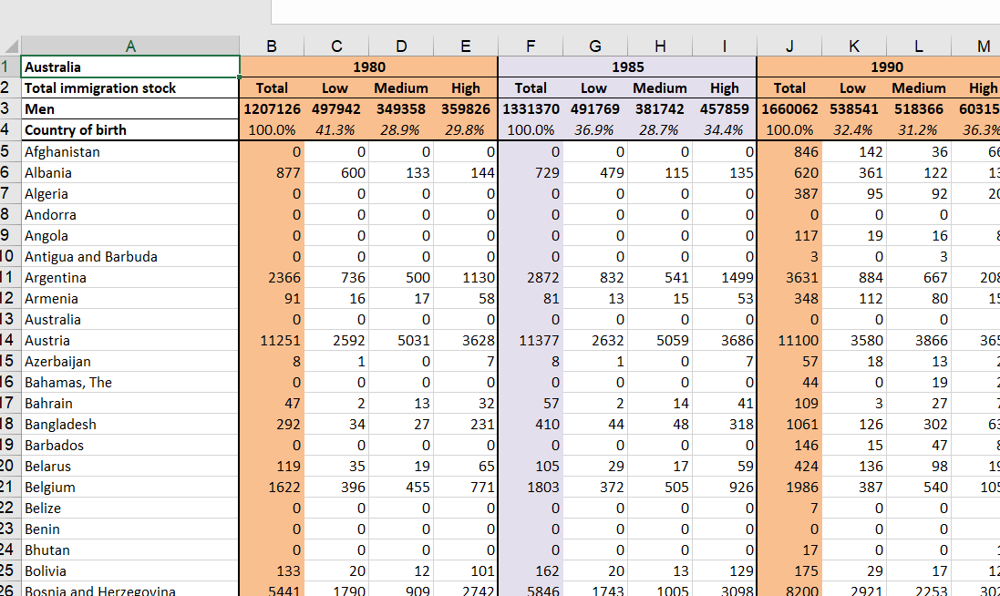 A B C D E F G H I J K L M
1 Australia 1980 1985 1990
2 Total immigration stock Total Low Medium High Total Low Medium High Total Low Medium High
3 Men 1207126 497942 349358 359826 1331370 491769 381742 457859 1660062 538541 518366 60315
4 Country of birth 100.0% 41.3% 28.9% 29.8% 100.0% 36.9% 28.7% 34.4% 100.0% 32.4% 31.2% 36.3%
5 Afghanistan 0 0 0 0 0 0 0 0 846 142 36
6 Albania 877 600 133 144 729 479 115 135 620 361 122
7 Algeria 0 0 0 0 0 0 0 0 387 95 92
8 Andorra 0 0 0 0 0 0 0 0 0 0 0
9 Angola 0 0 0 0 0 0 0 0 117 19 16
10 Antigua and Barbuda 0 0 0 0 0 0 0 0 3 0 3
11 Argentina 2366 736 500 1130 2872 832 541 1499 3631 884 667
12 Armenia 91 16 17 58 81 13 15 53 348 112 80
13 Australia 0 0 0 0 0 0 0 0 0 0 0
14 Austria 11251 2592 5031 3628 11377 2632 5059 3686 11100 3580 3866
15 Azerbaijan 8 1 0 7 8 1 0 7 57 18 13
16 Bahamas, The 0 0 0 0 0 0 0 0 44 0 19
17 Bahrain 47 2 13 32 57 2 14 41 109 3 27
18 Bangladesh 292 34 27 231 410 44 48 318 1061 126 302
19 Barbados 0 0 0 0 0 0 0 0 146 15 47
20 Belarus 119 35 19 65 105 29 17 59 424 136 98
21 Belgium 1622 396 455 771 1803 372 505 926 1986 387 540
22 Belize 0 0 0 0 0 0 0 0 7 0 0
23 Benin 0 0 0 0 0 0 0 0 0 0 0
24 Bhutan 0 0 0 0 0 0 0 0 17 0 0
25 Bolivia 133 20 12 101 162 20 13 129 175 29 17
26 Bosnia and Herzegovina 5441 1790 909 2742 5846 1743 1005 3098 8200 2921 2253